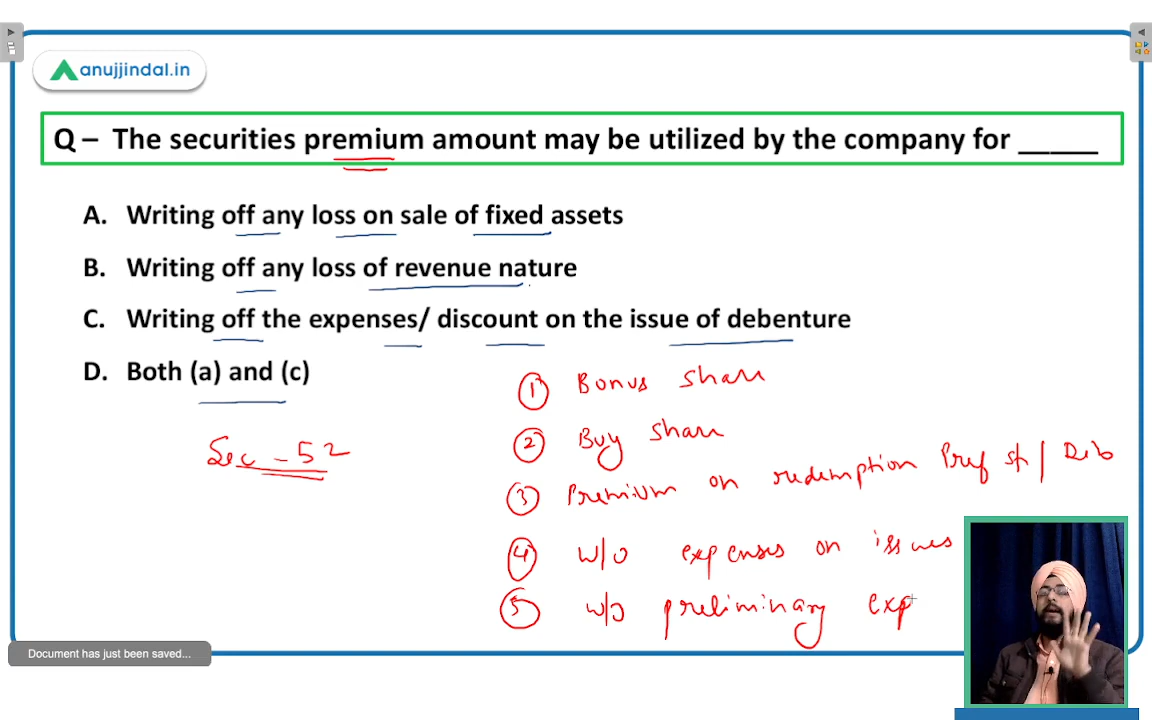 anujjindal.in
Q – The securities premium amount may be utilized by the company for _____
A. Writing off any loss on sale of fixed assets
B. Writing off any loss of revenue nature
C. Writing off the expenses/ discount on the issue of debenture
D. Both (a) and (c)
① Bonus share
Sec - 52
② Buy share
③ Premium on redemption Pref sh / Deb
④ w/o expenses on issues
⑤ w/o preliminary exp
Document has just been saved...